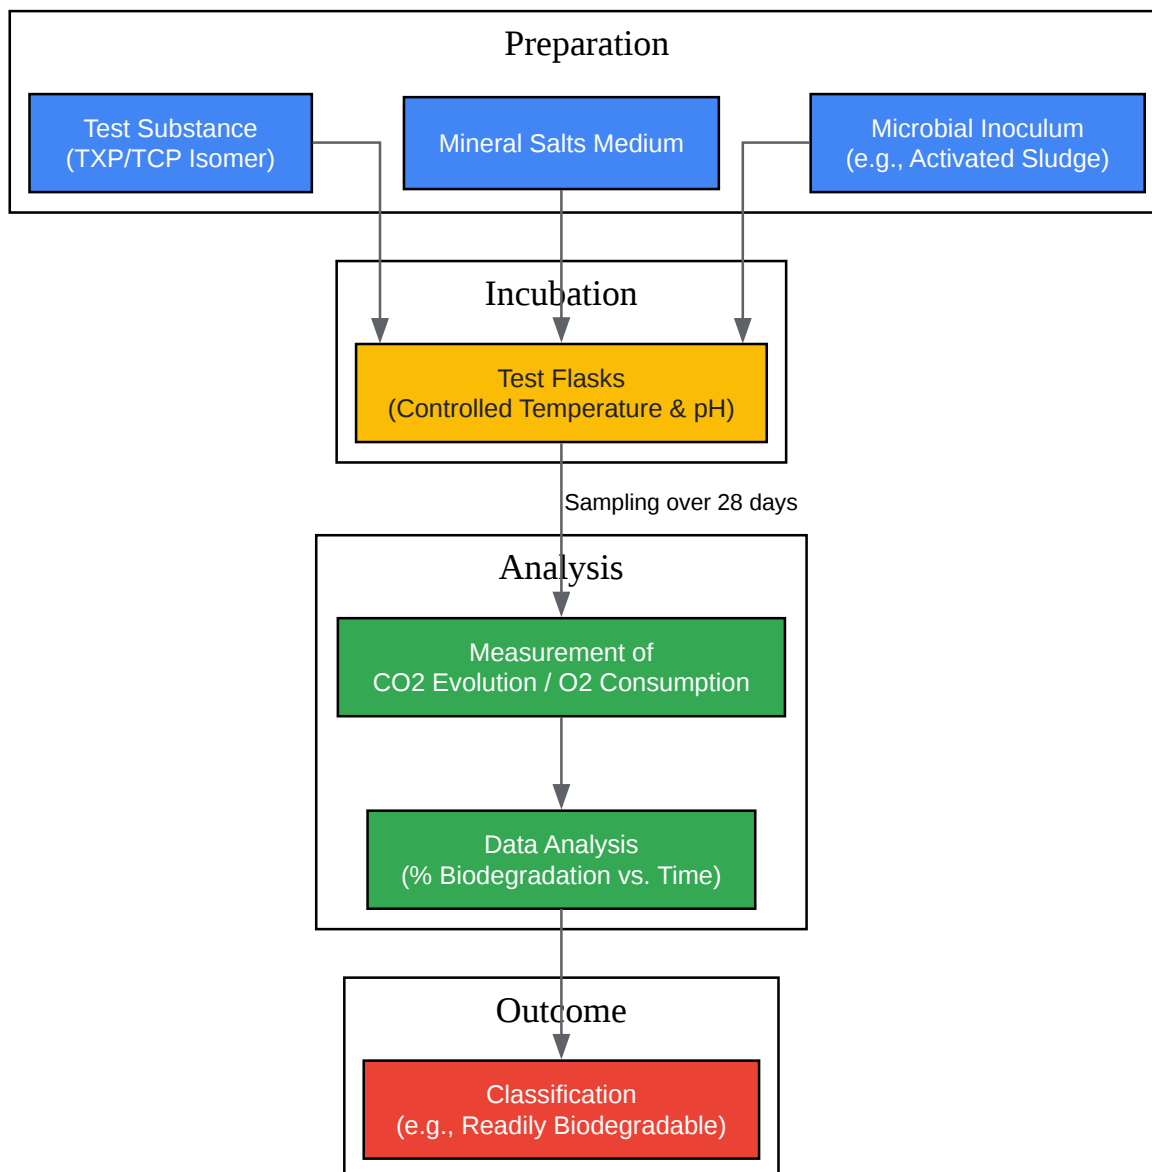 Preparation
Test Substance
(TXP/TCP Isomer)
Mineral Salts Medium
Microbial Inoculum
(e.g., Activated Sludge)
Incubation
Test Flasks
(Controlled Temperature & pH)
Sampling over 28 days
Analysis
Measurement of
CO2 Evolution / O2 Consumption
Data Analysis
(% Biodegradation vs. Time)
Outcome
Classification
(e.g., Readily Biodegradable)